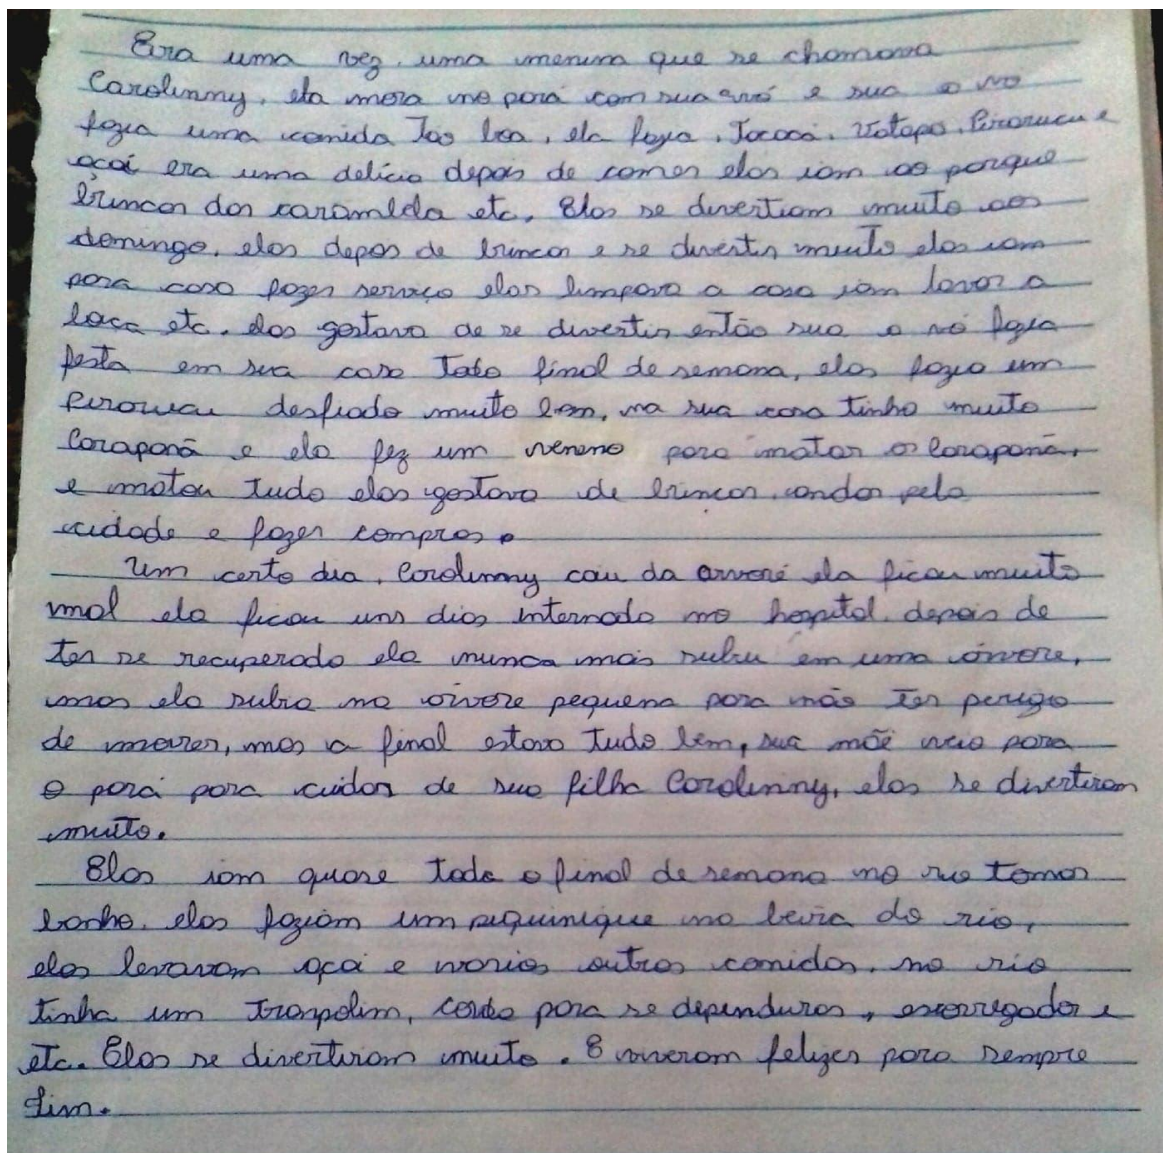 Era uma vez. uma menina que se chamava
Carolinny, ela mora no pará com sua avó e sua a vó
fazia uma comida tão boa, ela fazia, Tacacá. Vatapa. Pirarucu e
açaí era uma delícia depois de comer elas iam ao parque
brincar dar carambela etc, Elas se divertiam muito aos
domingo, elas depos de brincar e se divertir muito elas iam
para casa fazer serviço elas limpava a casa iam lavar a
loça etc. elas gostava de se divertir então sua a vó fazia
festa em sua casa todo final de semana, elas fazia um
Pirarucu desfiado muito bom, na sua casa tinha muito
Carapanã e ela fez um veneno para matar os Carapanã,
e matou tudo elas gostava de brincar. andar pela
cidade e fazer compras.
Um certo dia, Carolinny caiu da arvore ela ficou muito
mal ela ficou uns dias internada no hospital. depois de
ter se recuperado ela nunca mais subiu em uma árvore,
mas ela subia na árvore pequena para não ter perigo
de morrer, mas a final estava tudo bem, sua mãe veio para
o pará para cuidar de sua filha Carolinny, elas se divertiram
muito.
Elas iam quase todo o final de semana no rio tomar
banho. elas faziam um piquinique na beira do rio,
elas levavam açaí e varias outras comidas. no rio
tinha um trampolim, corda para se dependurar, escorregador e
etc. Elas se divertiram muito. E viveram felizes para sempre
Fim.